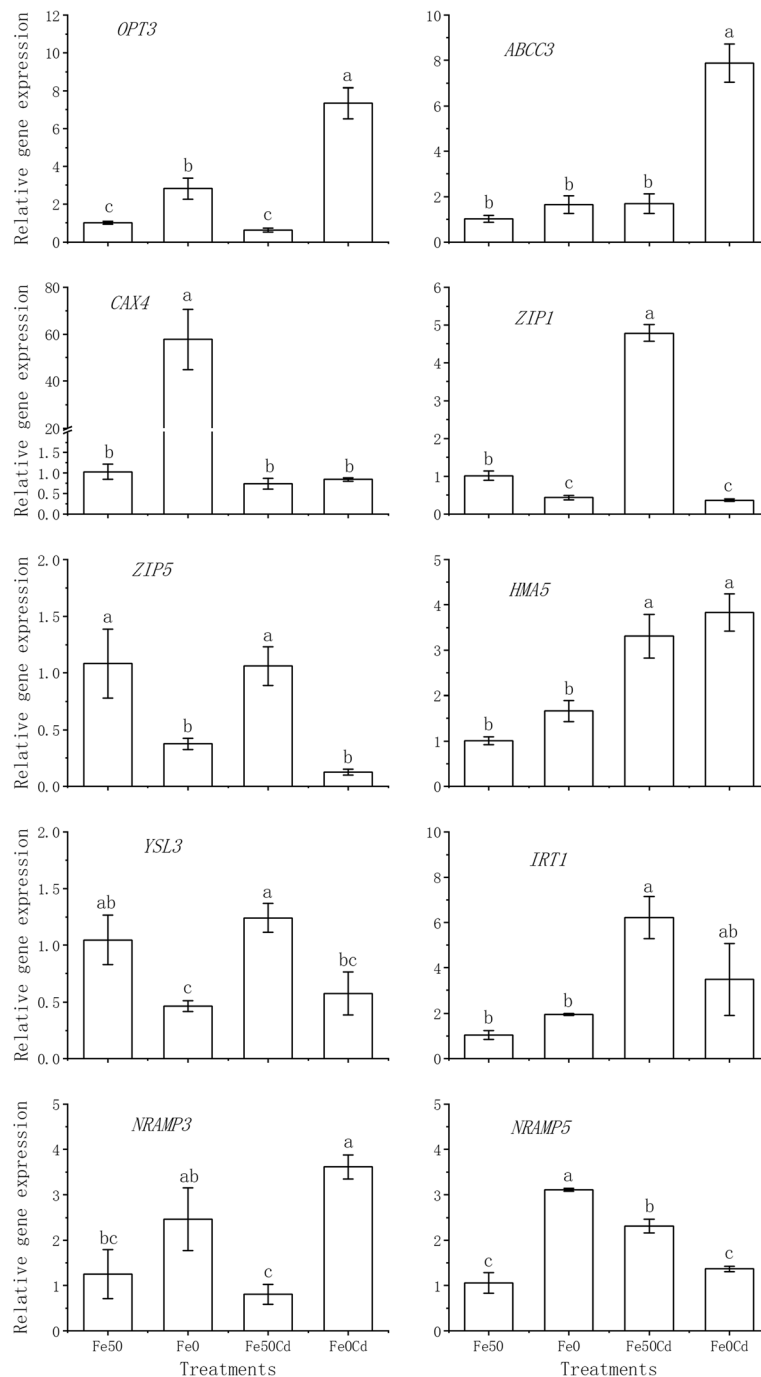 OPT3
Relative gene expression
12
10
8
6
4
2
0
c
b
c
a
ABCC3
10
8
6
4
2
0
b
b
b
a
CAX4
Relative gene expression
80
60
40
20
1.5
1.0
0.5
0.0
b
a
b
b
ZIP1
6
5
4
3
2
1
0
b
c
a
c
ZIP5
Relative gene expression
2.0
1.5
1.0
0.5
0.0
a
b
a
b
HMA5
5
4
3
2
1
0
b
b
a
a
YSL3
Relative gene expression
2.0
1.5
1.0
0.5
0.0
ab
c
a
bc
IRT1
10
8
6
4
2
0
b
b
a
ab
NRAMP3
Relative gene expression
5
4
3
2
1
0
bc
ab
c
a
Fe50 Fe0 Fe50Cd Fe0Cd
Treatments
NRAMP5
5
4
3
2
1
0
c
a
b
c
Fe50 Fe0 Fe50Cd Fe0Cd
Treatments